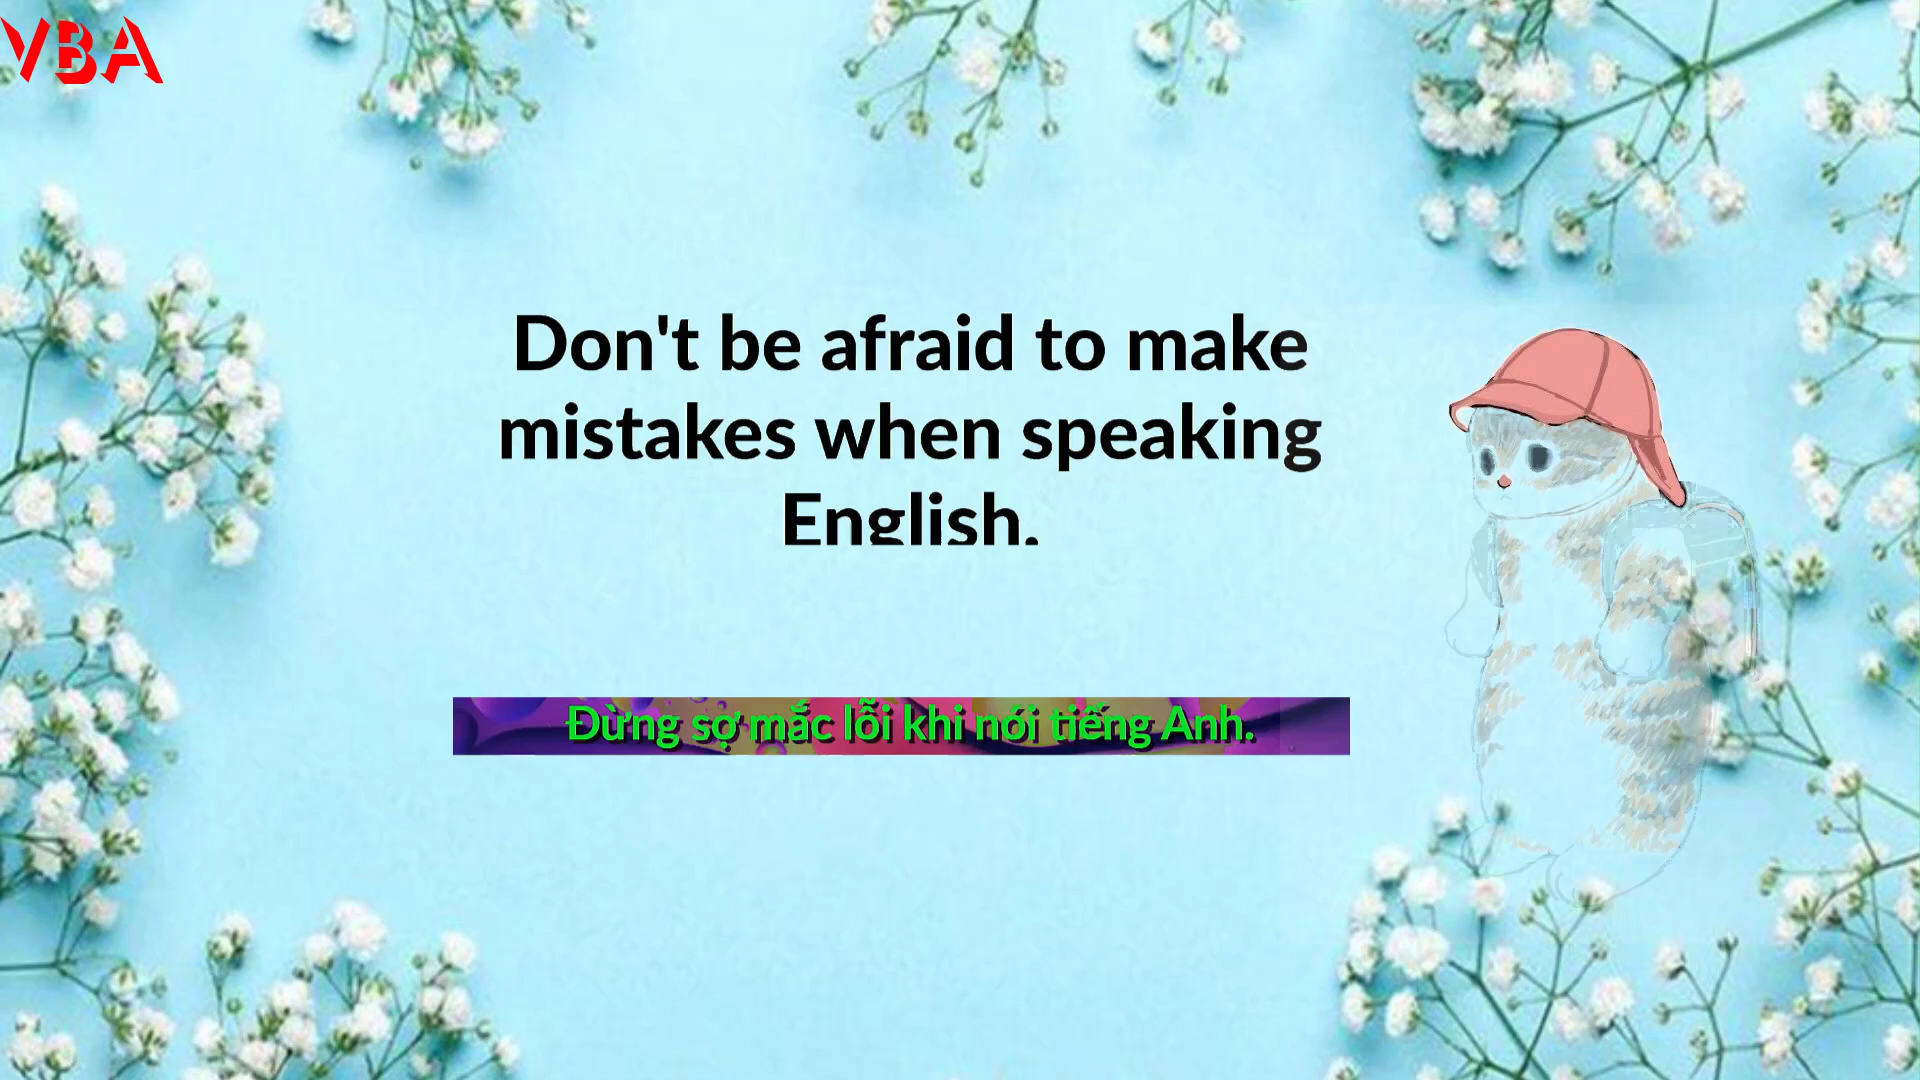 VBA
Don't be afraid to make
mistakes when speaking
English.
Đừng sợ mắc lỗi khi nói tiếng Anh.